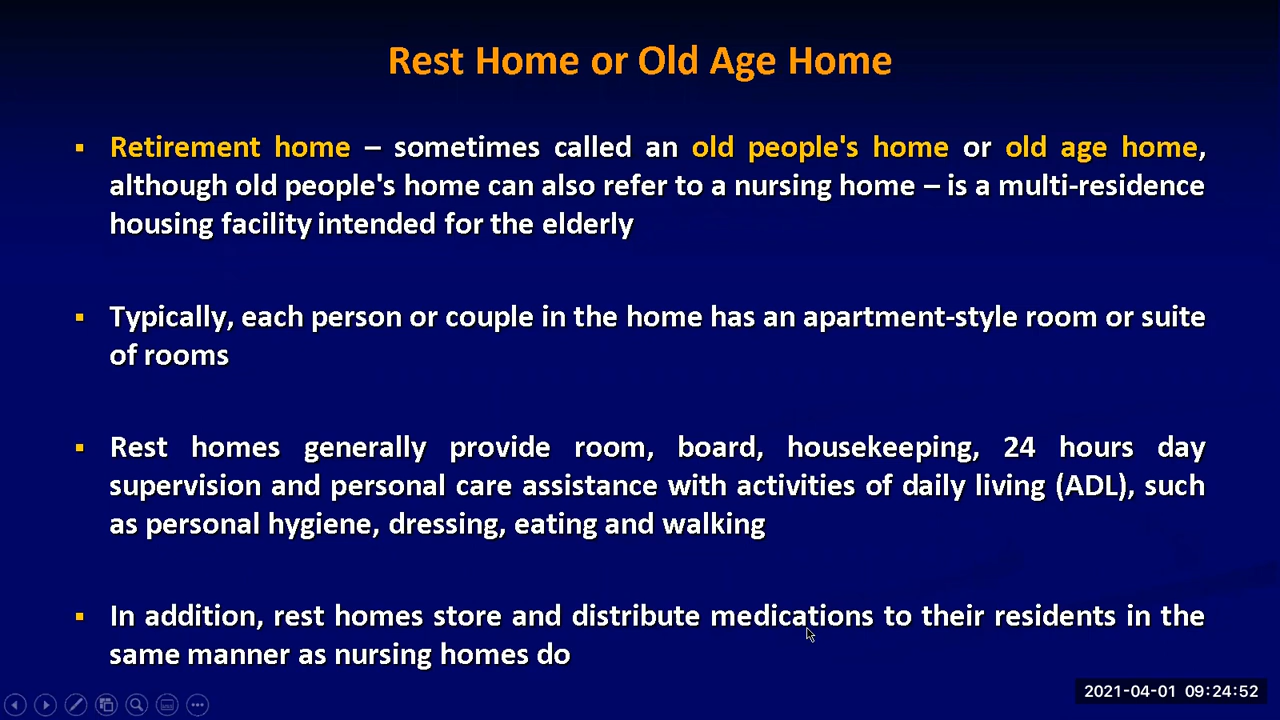 Rest Home or Old Age Home
▪ Retirement home – sometimes called an old people's home or old age home,
although old people's home can also refer to a nursing home – is a multi-residence
housing facility intended for the elderly
▪ Typically, each person or couple in the home has an apartment-style room or suite
of rooms
▪ Rest homes generally provide room, board, housekeeping, 24 hours day
supervision and personal care assistance with activities of daily living (ADL), such
as personal hygiene, dressing, eating and walking
▪ In addition, rest homes store and distribute medications to their residents in the
same manner as nursing homes do
2021-04-01 09:24:52